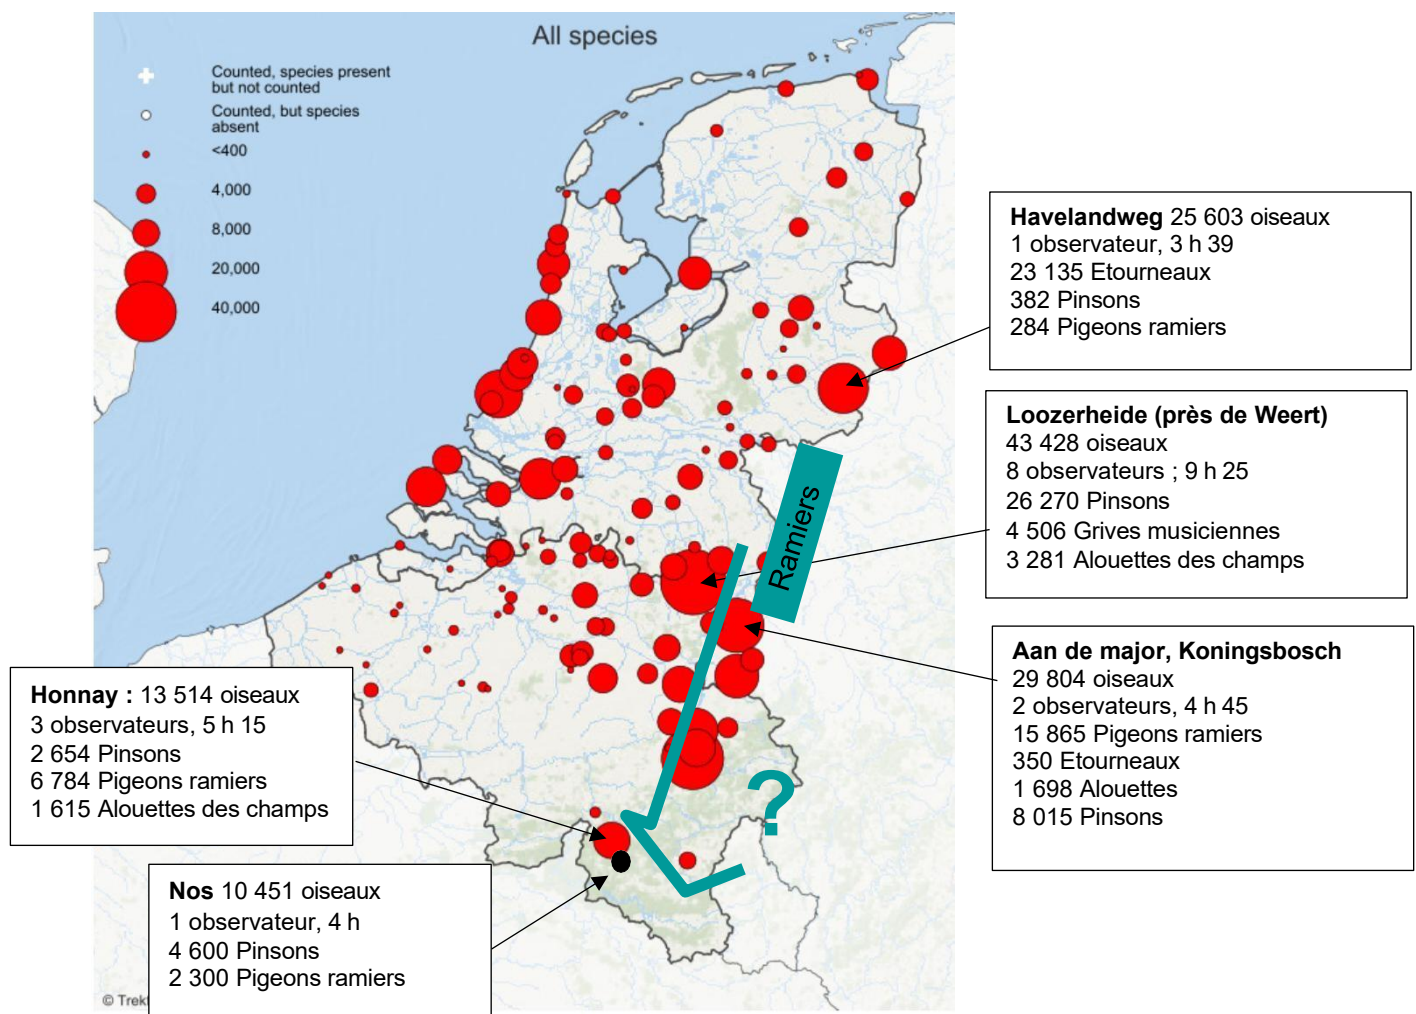 All species
Counted, species present
but not counted
Counted, but species
absent
<400
4,000
8,000
20,000
40,000
Havelandweg 25 603 oiseaux
1 observateur, 3 h 39
23 135 Etourneaux
382 Pinsons
284 Pigeons ramiers
Loozerheide (près de Weert)
43 428 oiseaux
8 observateurs ; 9 h 25
26 270 Pinsons
4 506 Grives musiciennes
3 281 Alouettes des champs
Ramiers
Aan de major, Koningsbosch
29 804 oiseaux
2 observateurs, 4 h 45
15 865 Pigeons ramiers
350 Etourneaux
1 698 Alouettes
8 015 Pinsons
?
Honnay : 13 514 oiseaux
3 observateurs, 5 h 15
2 654 Pinsons
6 784 Pigeons ramiers
1 615 Alouettes des champs
Nos 10 451 oiseaux
1 observateur, 4 h
4 600 Pinsons
2 300 Pigeons ramiers
©